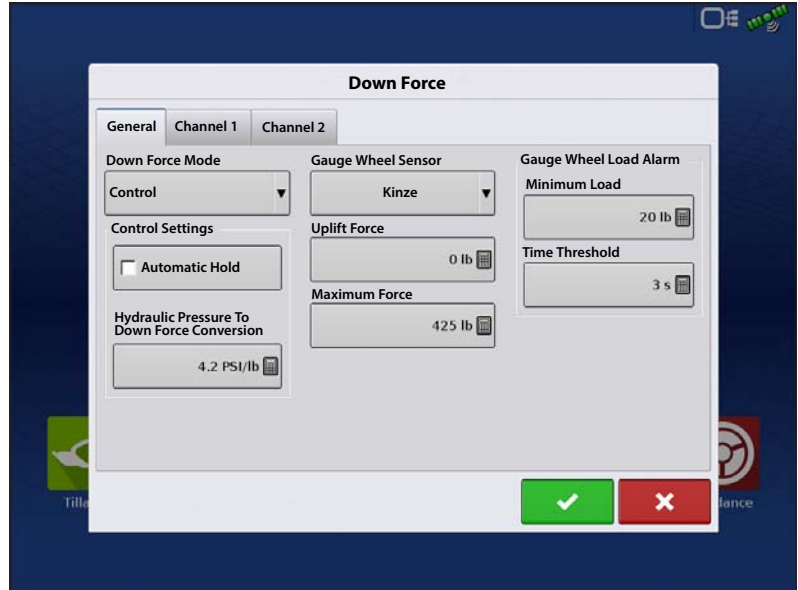 Down Force
General
Channel 1
Channel 2
Down Force Mode
Control
Control Settings
Automatic Hold
Hydraulic Pressure To
Down Force Conversion
4.2 PSI/lb
Gauge Wheel Sensor
Kinze
Uplift Force
0 lb
Maximum Force
425 lb
Gauge Wheel Load Alarm
Minimum Load
20 lb
Time Threshold
3 s
Tilla
dance